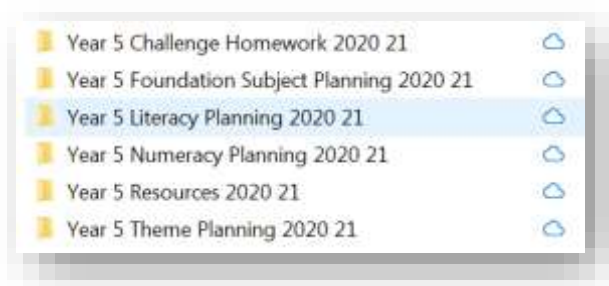 Year 5 Challenge Homework 2020 21
Year 5 Foundation Subject Planning 2020 21
Year 5 Literacy Planning 2020 21
Year 5 Numeracy Planning 2020 21
Year 5 Resources 2020 21
Year 5 Theme Planning 2020 21